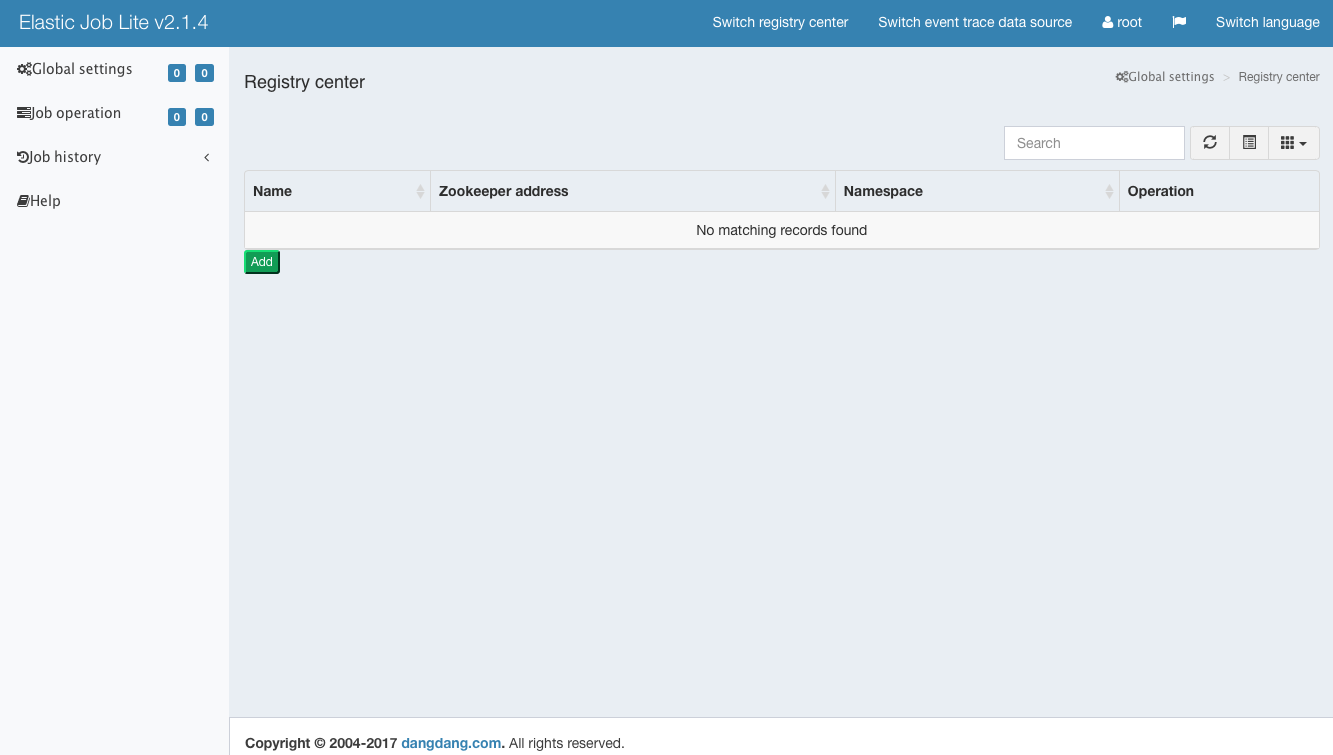 Elastic Job Lite v2.1.4
Switch registry center
Switch event trace data source
root
Switch language
Global settings 0 0
Job operation 0 0
Job history
Help
Registry center
Global settings > Registry center
Search
Name Zookeeper address Namespace Operation
No matching records found
Add
Copyright © 2004-2017 dangdang.com. All rights reserved.